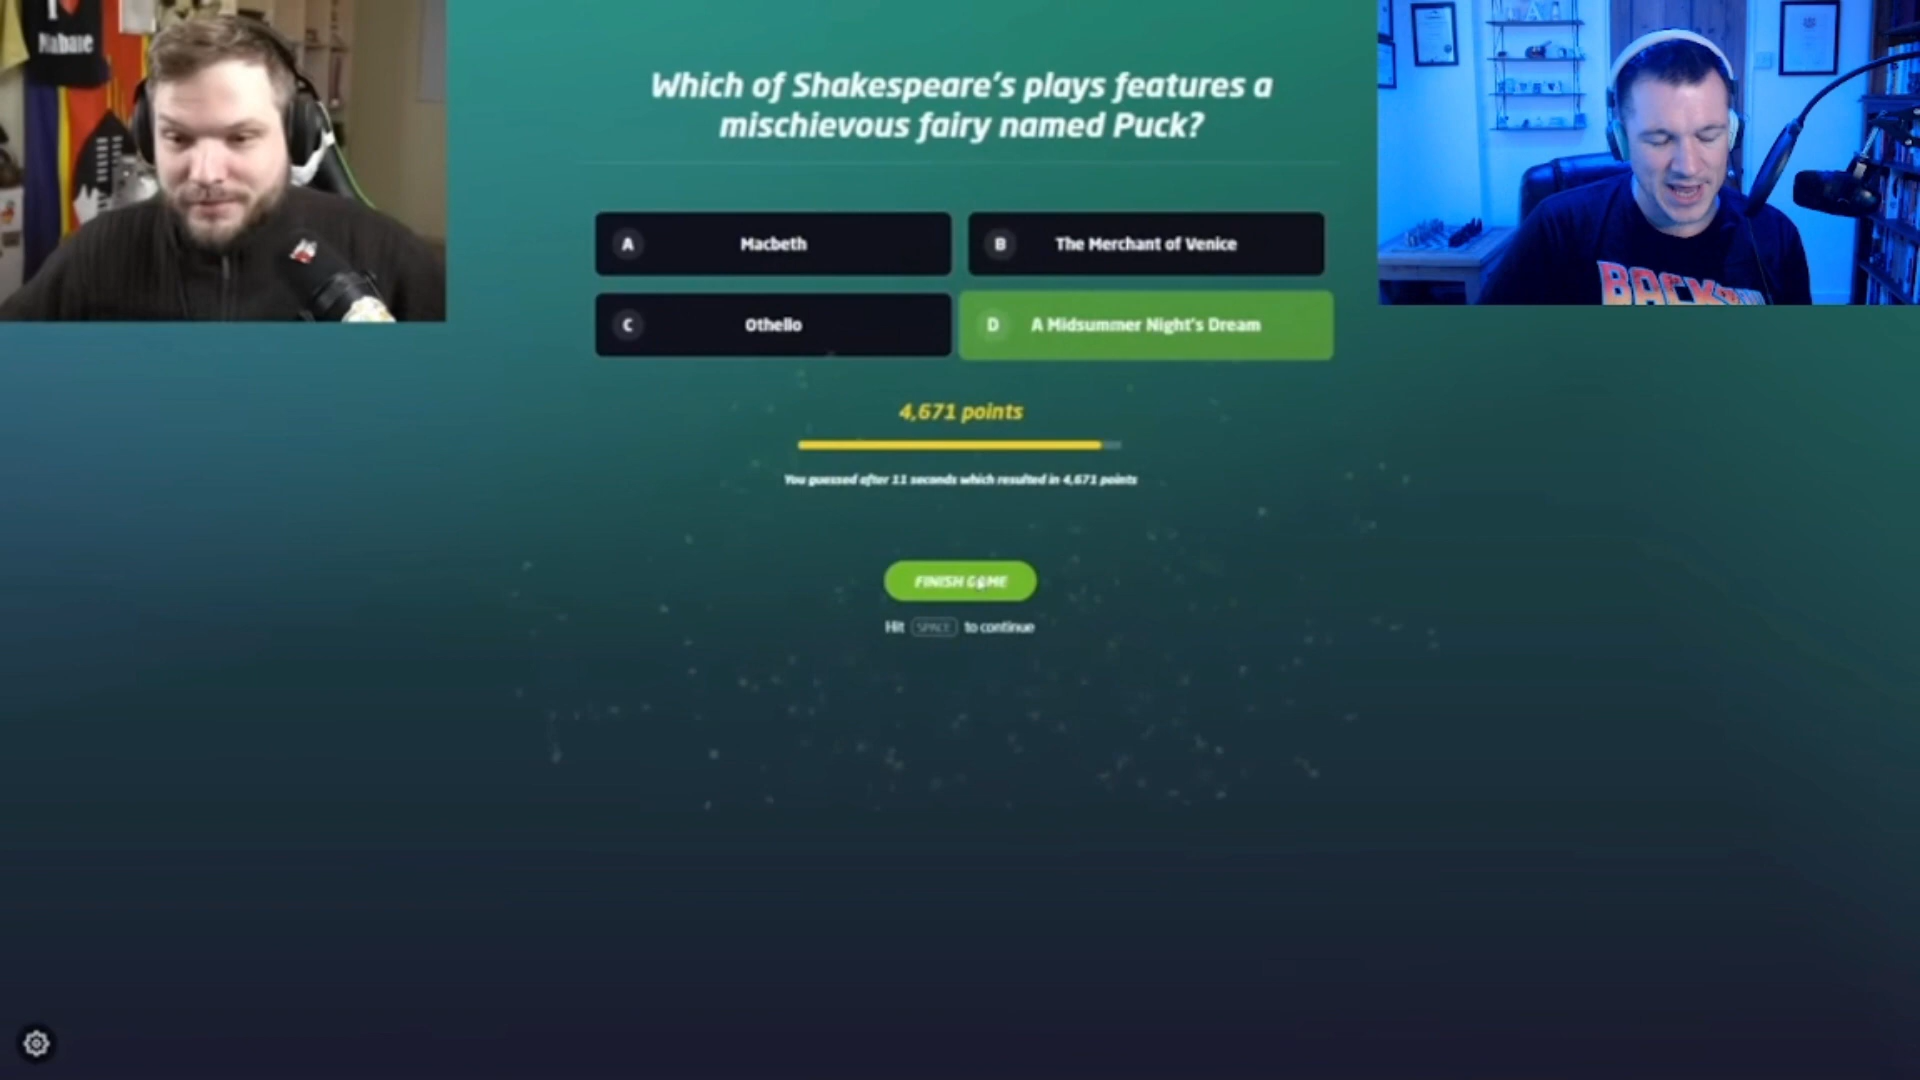 Nabale
Which of Shakespeare's plays features a
mischievous fairy named Puck?
A Macbeth
B The Merchant of Venice
C Othello
D A Midsummer Night's Dream
4,671 points
You guessed after 11 seconds which resulted in 4,671 points
FINISH GAME
Hit SPACE to continue